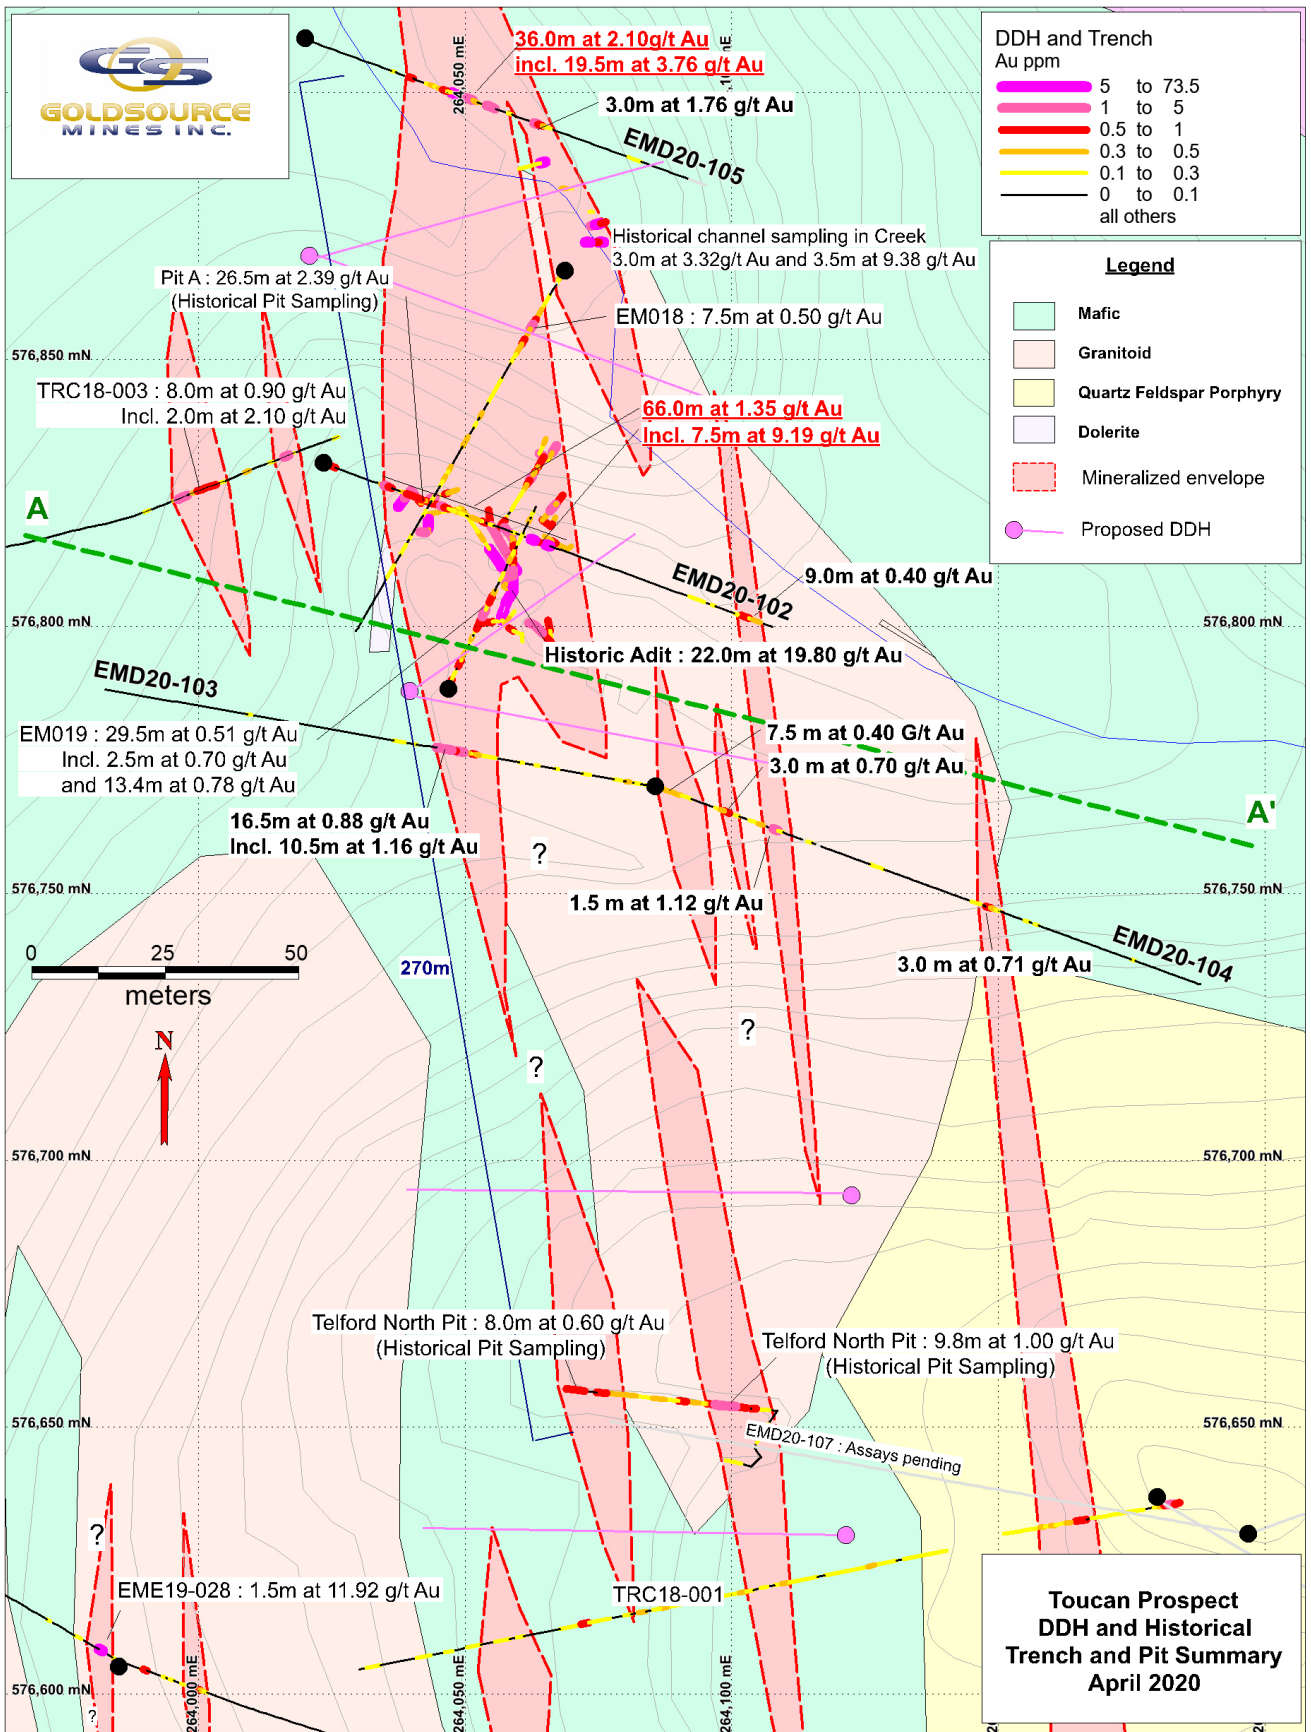 GOLDSOURCE
MINES INC.
36.0m at 2.10g/t Au
incl. 19.5m at 3.76 g/t Au
264,050 mE
3.0m at 1.76 g/t Au
EMD20-105
DDH and Trench
Au ppm
5 to 73.5
1 to 5
0.5 to 1
0.3 to 0.5
0.1 to 0.3
0 to 0.1
all others
Legend
Mafic
Granitoid
Quartz Feldspar Porphyry
Dolerite
Mineralized envelope
Proposed DDH
Historical channel sampling in Creek
3.0m at 3.32g/t Au and 3.5m at 9.38 g/t Au
Pit A : 26.5m at 2.39 g/t Au
(Historical Pit Sampling)
EM018 : 7.5m at 0.50 g/t Au
576,850 mN
TRC18-003 : 8.0m at 0.90 g/t Au
Incl. 2.0m at 2.10 g/t Au
66.0m at 1.35 g/t Au
Incl. 7.5m at 9.19 g/t Au
A
EMD20-102
9.0m at 0.40 g/t Au
576,800 mN
576,800 mN
Historic Adit : 22.0m at 19.80 g/t Au
EMD20-103
EM019 : 29.5m at 0.51 g/t Au
Incl. 2.5m at 0.70 g/t Au
and 13.4m at 0.78 g/t Au
7.5 m at 0.40 G/t Au
3.0 m at 0.70 g/t Au
A'
16.5m at 0.88 g/t Au
Incl. 10.5m at 1.16 g/t Au
?
576,750 mN
576,750 mN
1.5 m at 1.12 g/t Au
EMD20-104
3.0 m at 0.71 g/t Au
0 25 50
meters
270m
N
?
?
576,700 mN
576,700 mN
Telford North Pit : 8.0m at 0.60 g/t Au
(Historical Pit Sampling)
Telford North Pit : 9.8m at 1.00 g/t Au
(Historical Pit Sampling)
576,650 mN
576,650 mN
EMD20-107 : Assays pending
?
EME19-028 : 1.5m at 11.92 g/t Au
TRC18-001
576,600 mN
?
264,000 mE
264,050 mE
264,100 mE
Toucan Prospect
DDH and Historical
Trench and Pit Summary
April 2020